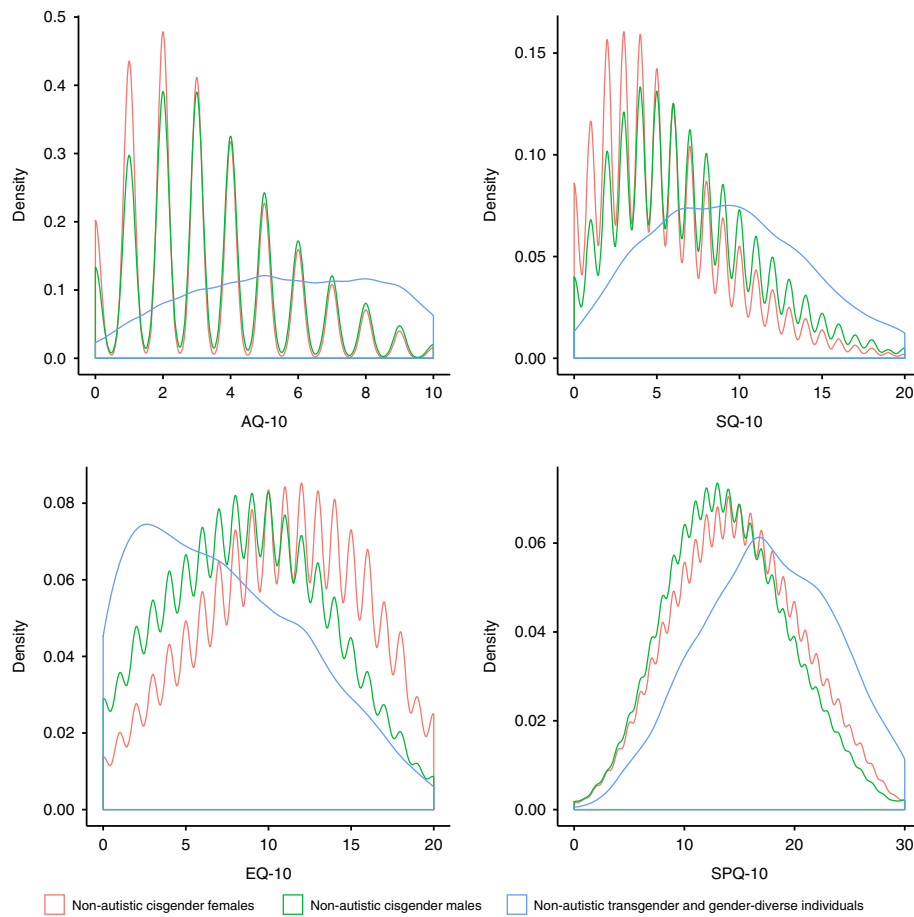 0.5
0.4
0.3
0.2
0.1
0.0
Density
0 2 4 6 8 10
AQ-10
0.15
0.10
0.05
0.00
Density
0 5 10 15 20
SQ-10
0.08
0.06
0.04
0.02
0.00
Density
0 5 10 15 20
EQ-10
0.06
0.04
0.02
0.00
Density
0 10 20 30
SPQ-10
Non-autistic cisgender females Non-autistic cisgender males Non-autistic transgender and gender-diverse individuals